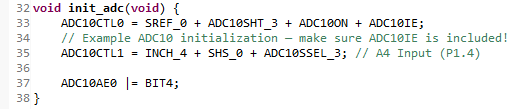 32 void init_adc(void) {
33     ADC10CTL0 = SREF_0 + ADC10SHT_3 + ADC10ON + ADC10IE;
34     // Example ADC10 initialization – make sure ADC10IE is included!
35     ADC10CTL1 = INCH_4 + SHS_0 + ADC10SSEL_3; // A4 Input (P1.4)
36
37     ADC10AE0 |= BIT4;
38 }